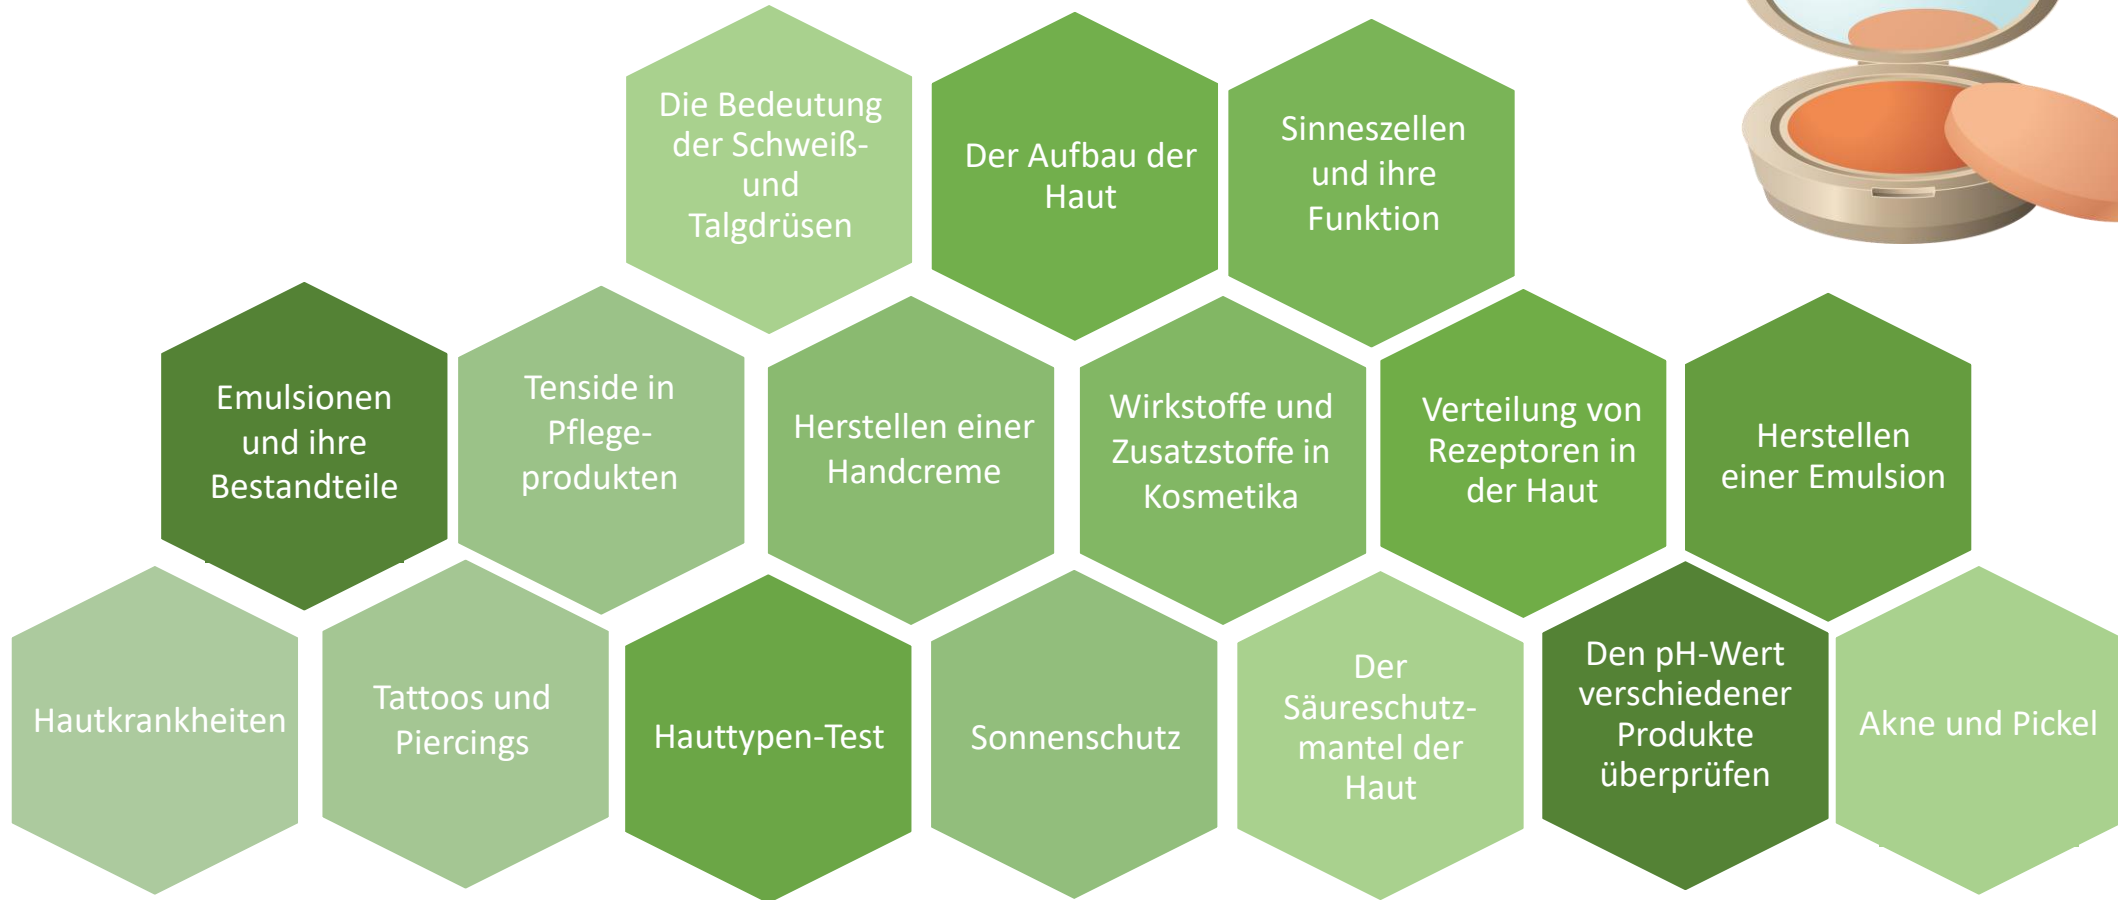 Die Bedeutung
der Schweiß-
und
Talgdrüsen
Der Aufbau der
Haut
Sinneszellen
und ihre
Funktion
Emulsionen
und ihre
Bestandteile
Tenside in
Pflege-
produkten
Herstellen einer
Handcreme
Wirkstoffe und
Zusatzstoffe in
Kosmetika
Verteilung von
Rezeptoren in
der Haut
Herstellen
einer Emulsion
Hautkrankheiten
Tattoos und
Piercings
Hauttypen-Test
Sonnenschutz
Der
Säureschutz-
mantel der
Haut
Den pH-Wert
verschiedener
Produkte
überprüfen
Akne und Pickel